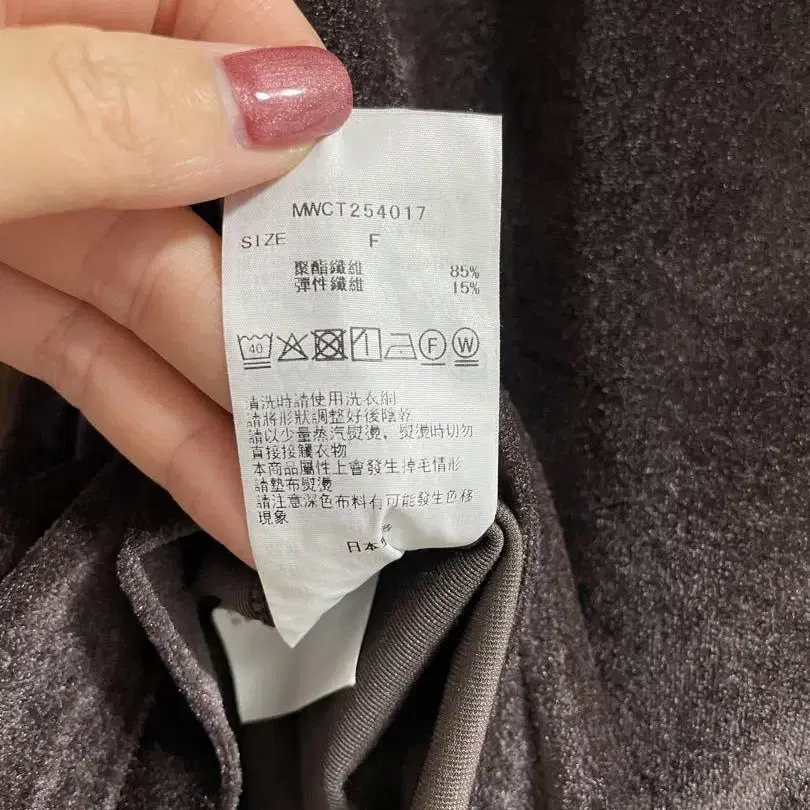 MWCT254017
SIZE F
聚酯纖維 85%
彈性纖維 15%
40 F W
清洗時請使用洗衣網
請將形狀調整好後陰乾
請以少量蒸汽熨燙，熨燙時切勿
直接接觸衣物
本商品屬性上會發生掉毛情形
請墊布熨燙
請注意深色布料有可能發生色移
現象
日本